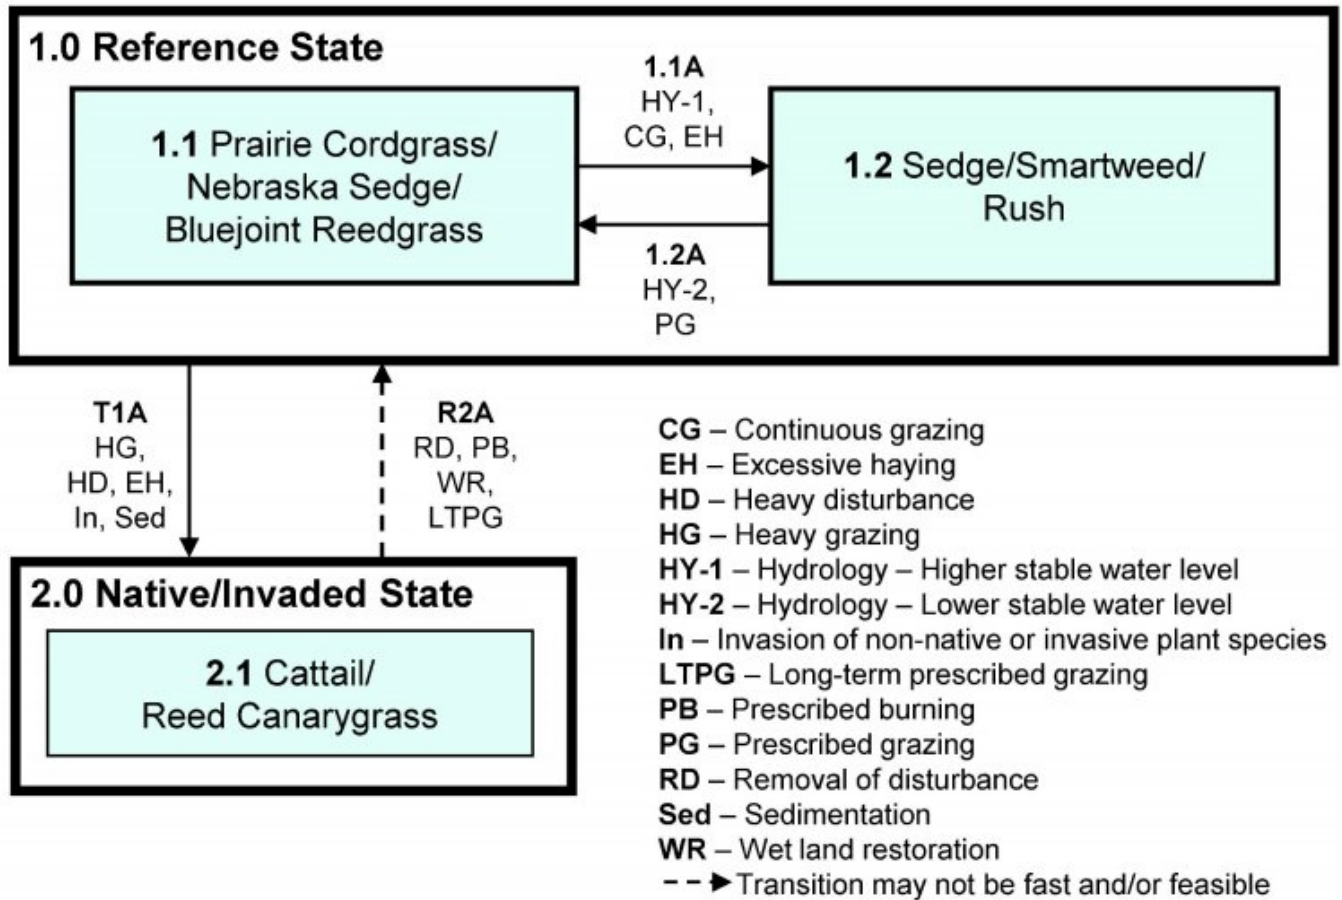 1.0 Reference State
1.1 Prairie Cordgrass/
Nebraska Sedge/
Bluejoint Reedgrass
1.1A
HY-1,
CG, EH
1.2 Sedge/Smartweed/
Rush
1.2A
HY-2,
PG
T1A
HG,
HD, EH,
In, Sed
R2A
RD, PB,
WR,
LTPG
2.0 Native/Invaded State
2.1 Cattail/
Reed Canarygrass
CG – Continuous grazing
EH – Excessive haying
HD – Heavy disturbance
HG – Heavy grazing
HY-1 – Hydrology – Higher stable water level
HY-2 – Hydrology – Lower stable water level
In – Invasion of non-native or invasive plant species
LTPG – Long-term prescribed grazing
PB – Prescribed burning
PG – Prescribed grazing
RD – Removal of disturbance
Sed – Sedimentation
WR – Wet land restoration
Transition may not be fast and/or feasible